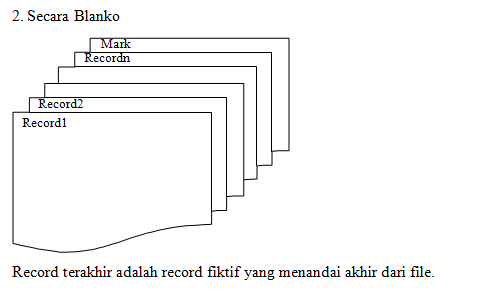 2. Secara Blanko
Mark
Recordn
Record2
Record1
Record terakhir adalah record fiktif yang menandai akhir dari file.